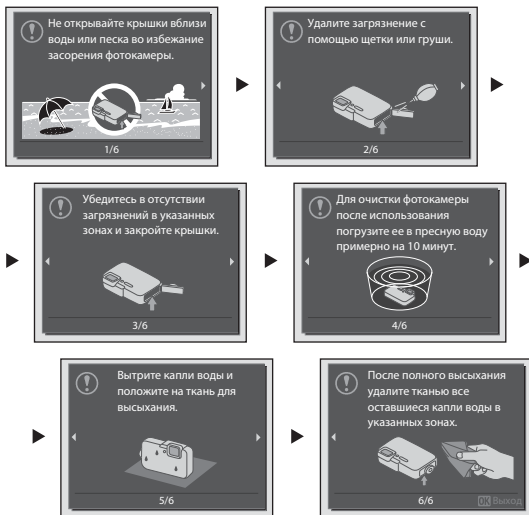 Не открывайте крышки вблизи
воды или песка во избежание
засорения фотокамеры.
1/6
Удалите загрязнение с
помощью щетки или груши.
2/6
Убедитесь в отсутствии
загрязнений в указанных
зонах и закройте крышки.
3/6
Для очистки фотокамеры
после использования
погрузите ее в пресную воду
примерно на 10 минут.
4/6
Вытрите капли воды и
положите на ткань для
высыхания.
5/6
После полного высыхания
удалите тканью все
оставшиеся капли воды в
указанных зонах.
6/6
OK Выход